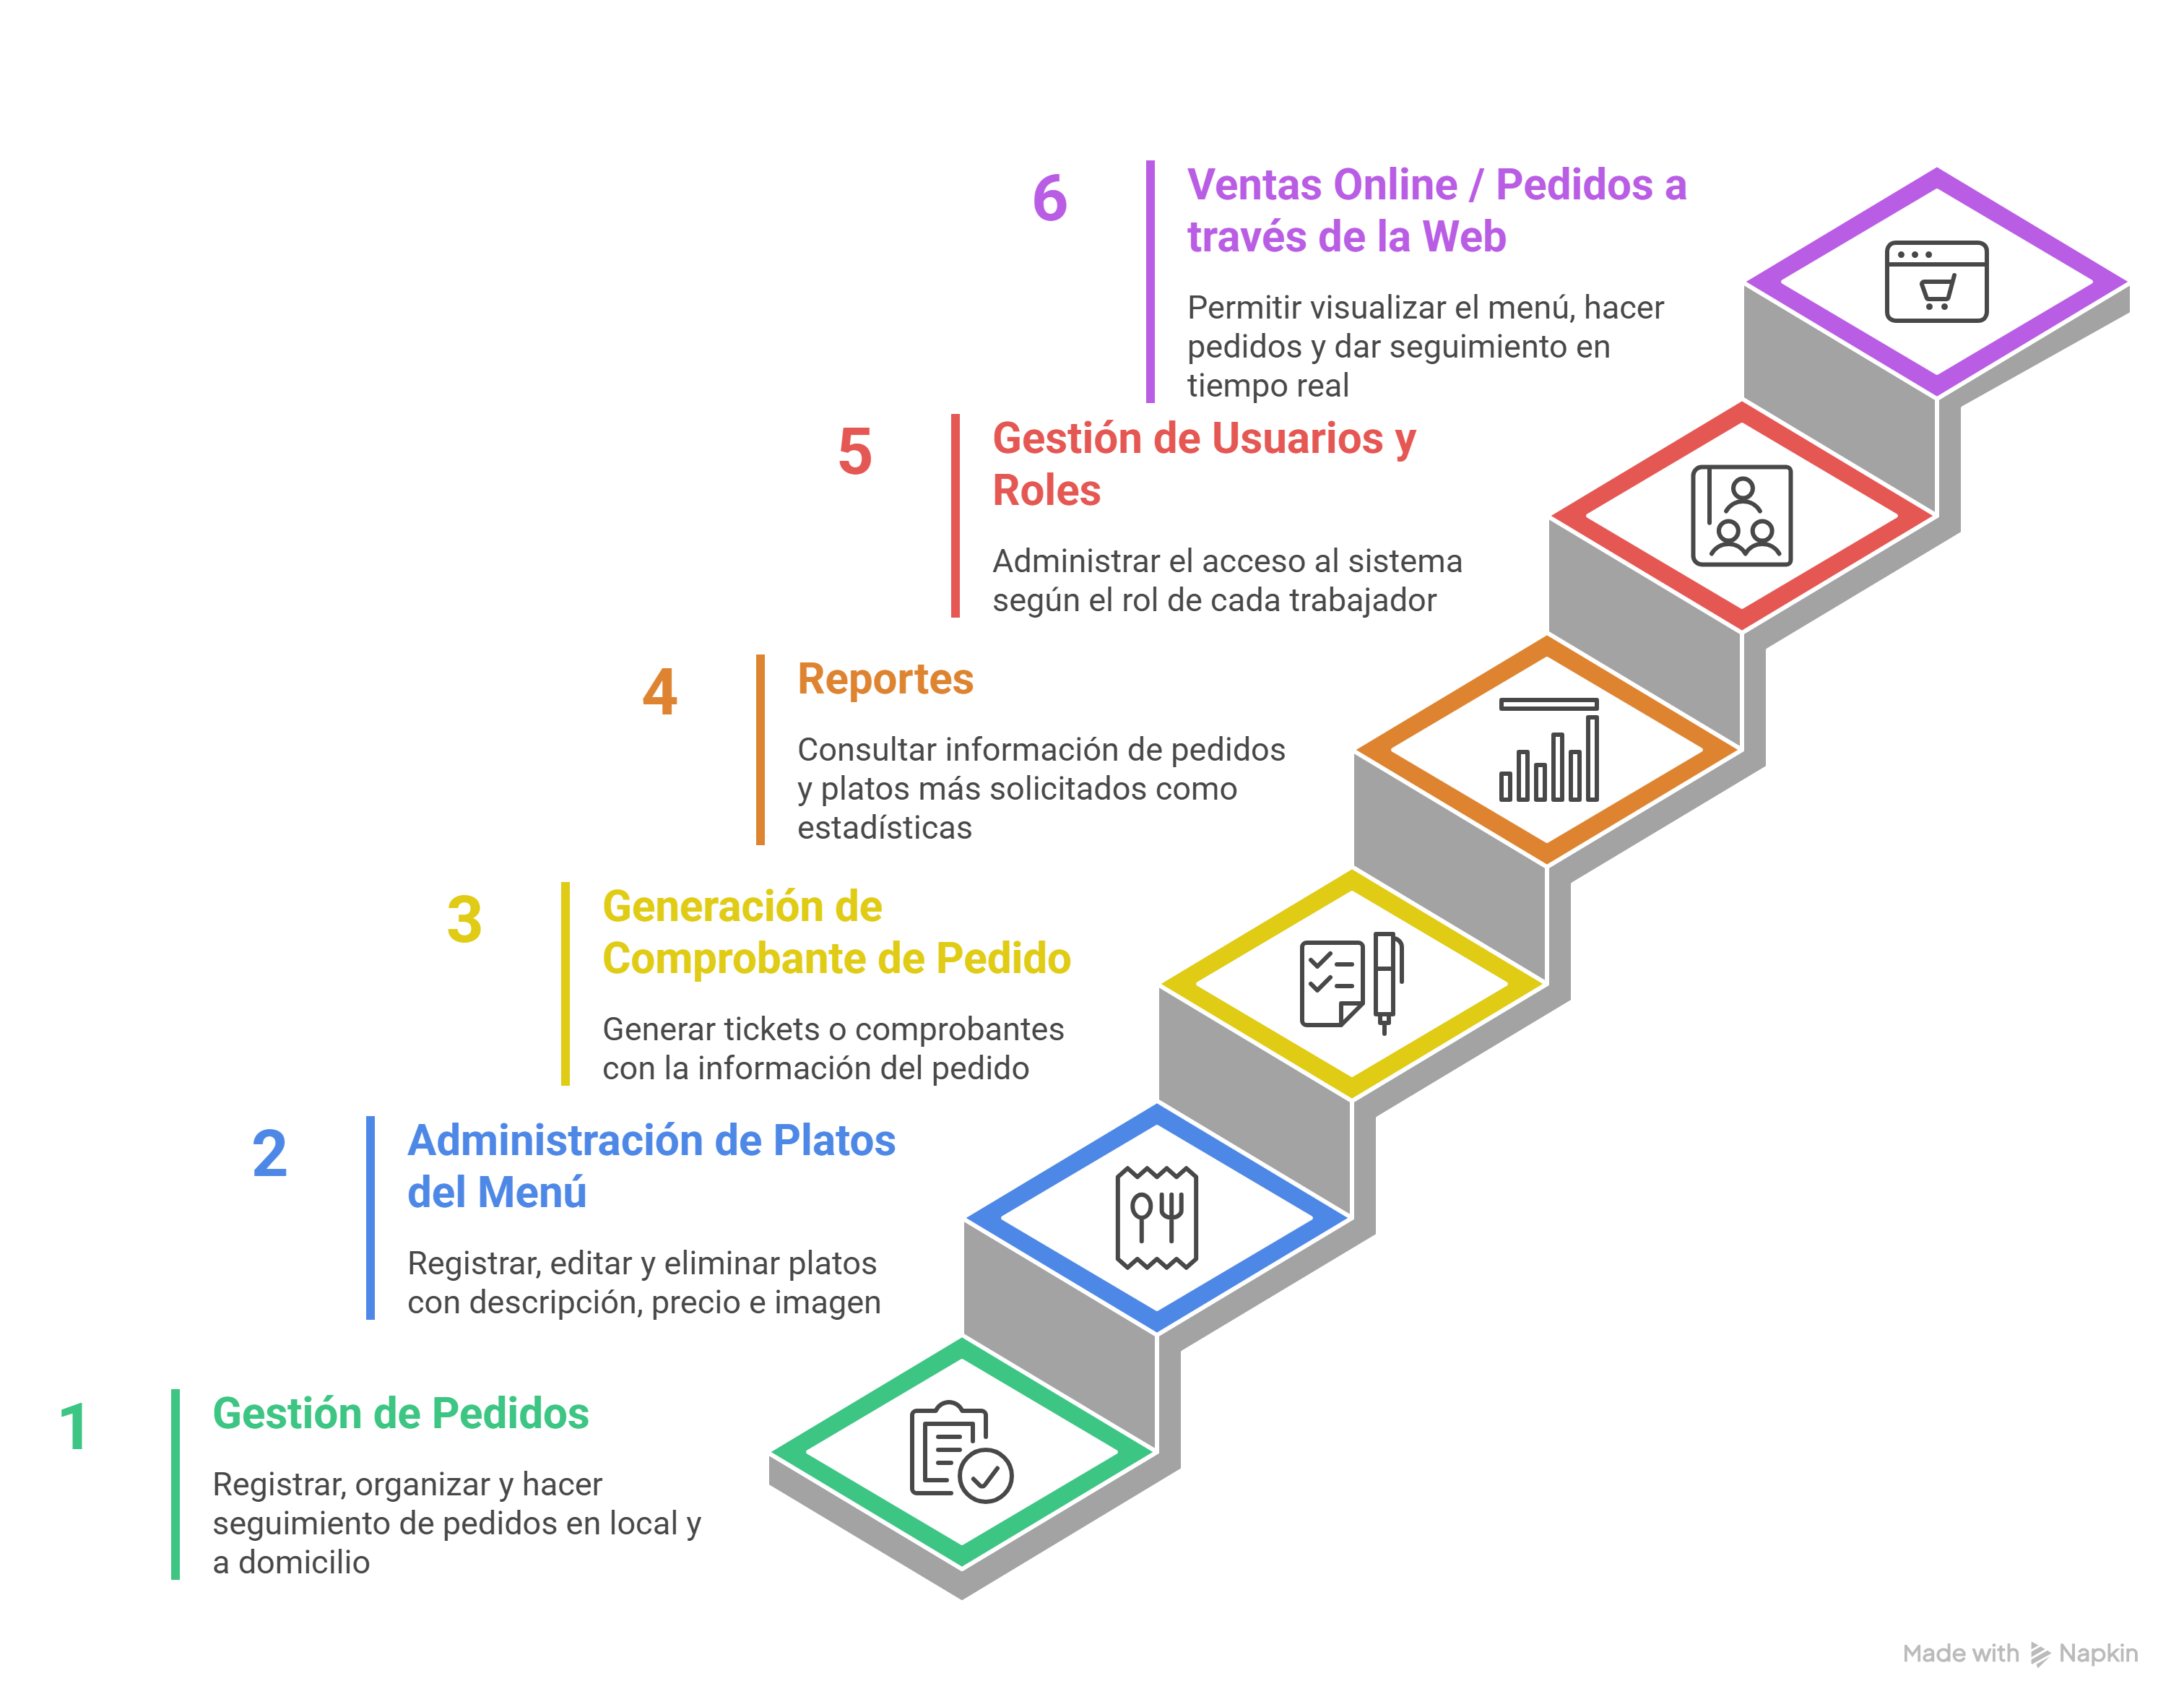 6
Ventas Online / Pedidos a
través de la Web
Permitir visualizar el menú, hacer
pedidos y dar seguimiento en
tiempo real
5
Gestión de Usuarios y
Roles
Administrar el acceso al sistema
según el rol de cada trabajador
4
Reportes
Consultar información de pedidos
y platos más solicitados como
estadísticas
3
Generación de
Comprobante de Pedido
Generar tickets o comprobantes
con la información del pedido
2
Administración de Platos
del Menú
Registrar, editar y eliminar platos
con descripción, precio e imagen
1
Gestión de Pedidos
Registrar, organizar y hacer
seguimiento de pedidos en local y
a domicilio
Made with Napkin